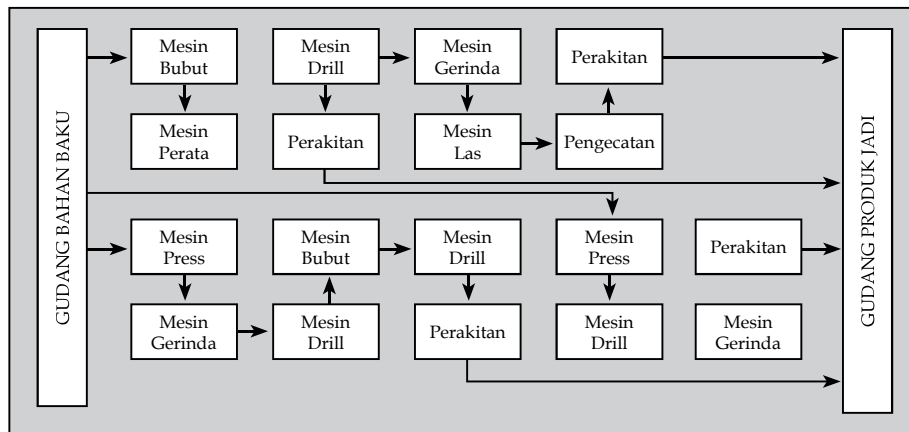 GUDANG BAHAN BAKU
Mesin
Bubut
Mesin
Drill
Mesin
Gerinda
Perakitan
Mesin
Perata
Perakitan
Mesin
Las
Pengecatan
Mesin
Press
Mesin
Bubut
Mesin
Drill
Mesin
Press
Perakitan
Mesin
Gerinda
Mesin
Drill
Perakitan
Mesin
Drill
Mesin
Gerinda
GUDANG PRODUK JADI